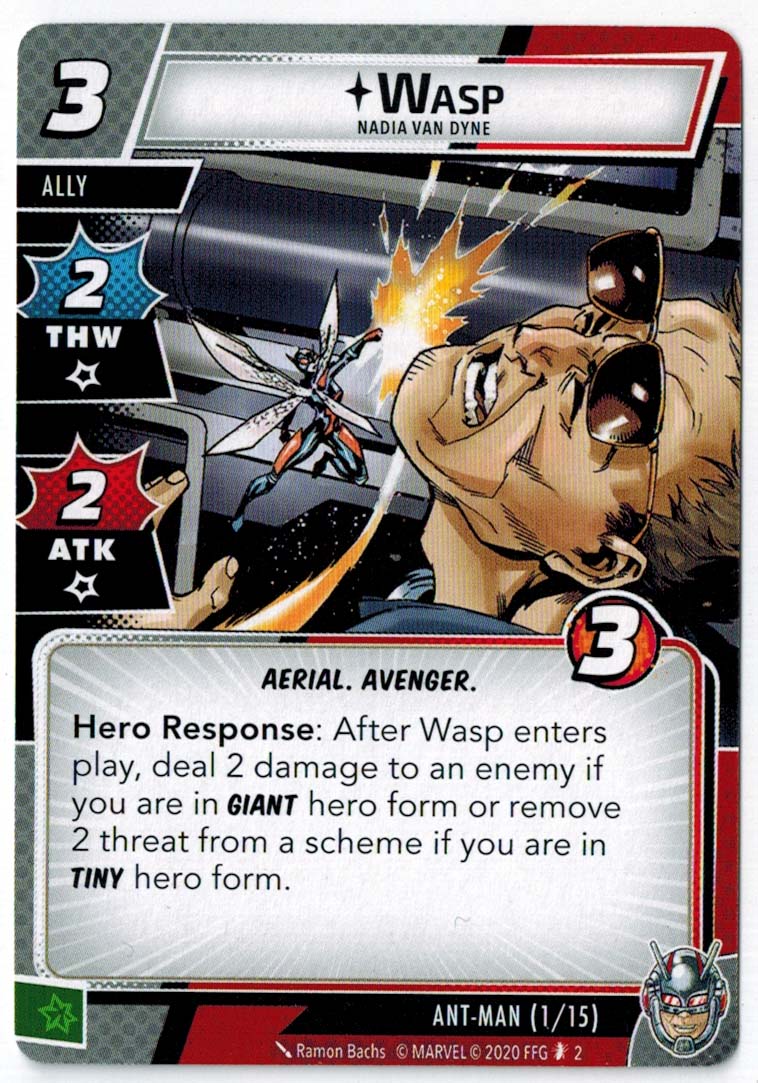 3
WASP
NADIA VAN DYNE
ALLY
2
THW
2
ATK
3
AERIAL. AVENGER.
Hero Response: After Wasp enters
play, deal 2 damage to an enemy if
you are in GIANT hero form or remove
2 threat from a scheme if you are in
TINY hero form.
ANT-MAN (1/15)
Ramon Bachs © MARVEL © 2020 FFG 2